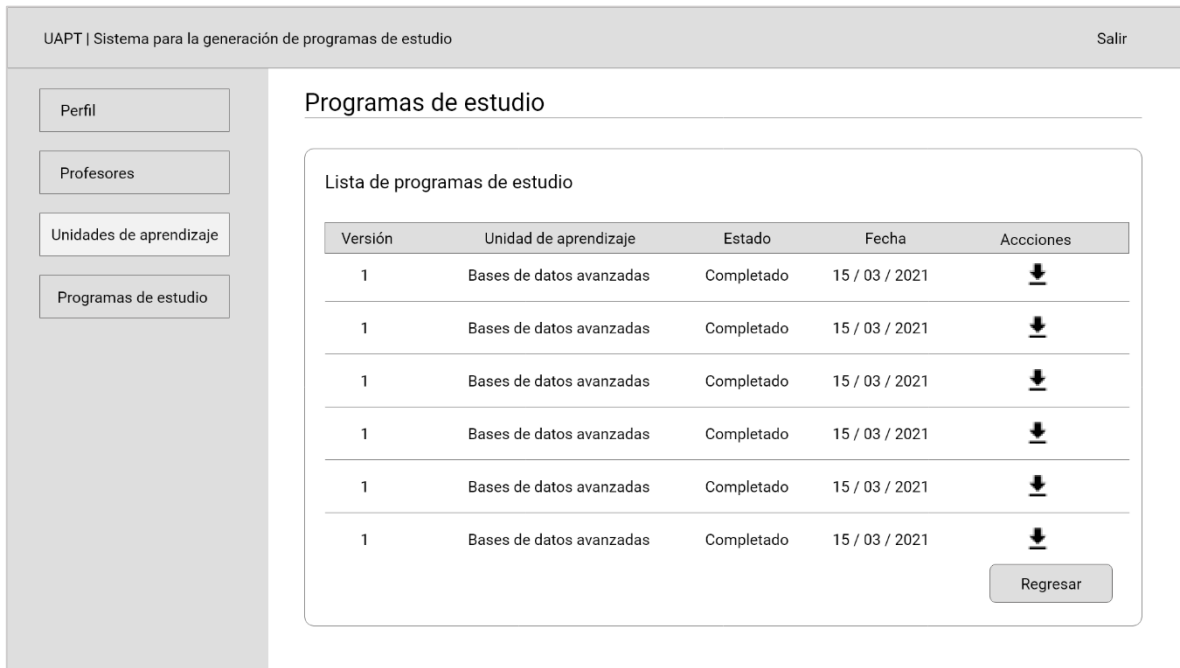 UAPT | Sistema para la generación de programas de estudio Salir
Perfil
Profesores
Unidades de aprendizaje
Programas de estudio
Programas de estudio
Lista de programas de estudio
Versión Unidad de aprendizaje Estado Fecha Accciones
1 Bases de datos avanzadas Completado 15 / 03 / 2021
1 Bases de datos avanzadas Completado 15 / 03 / 2021
1 Bases de datos avanzadas Completado 15 / 03 / 2021
1 Bases de datos avanzadas Completado 15 / 03 / 2021
1 Bases de datos avanzadas Completado 15 / 03 / 2021
1 Bases de datos avanzadas Completado 15 / 03 / 2021
Regresar